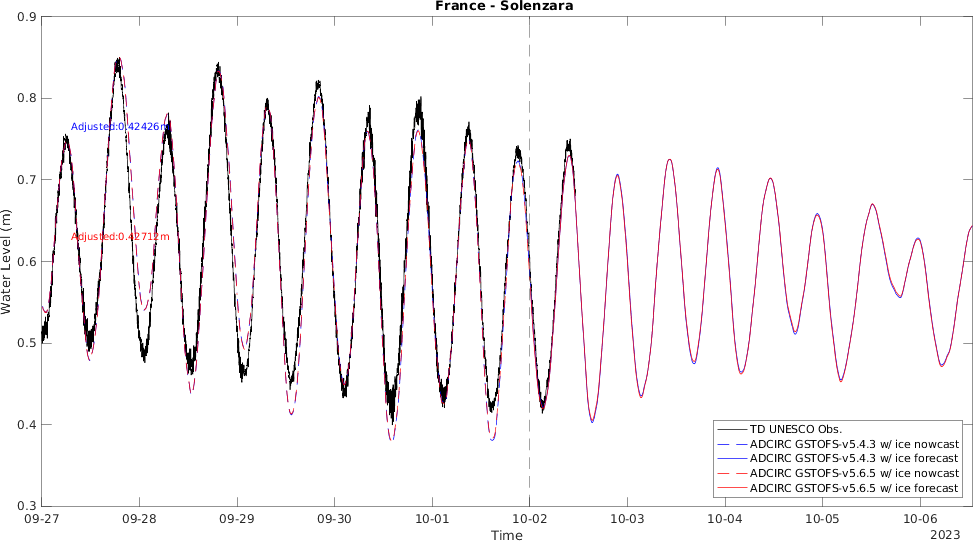 France - Solenzara
0.9
0.8
0.7
0.6
0.5
0.4
0.3
Water Level (m)
Adjusted:0.42426m
Adjusted:0.42712m
TD UNESCO Obs.
ADCIRC GSTOFS-v5.4.3 w/ ice nowcast
ADCIRC GSTOFS-v5.4.3 w/ ice forecast
ADCIRC GSTOFS-v5.6.5 w/ ice nowcast
ADCIRC GSTOFS-v5.6.5 w/ ice forecast
09-27 09-28 09-29 09-30 10-01 10-02 10-03 10-04 10-05 10-06
Time
2023